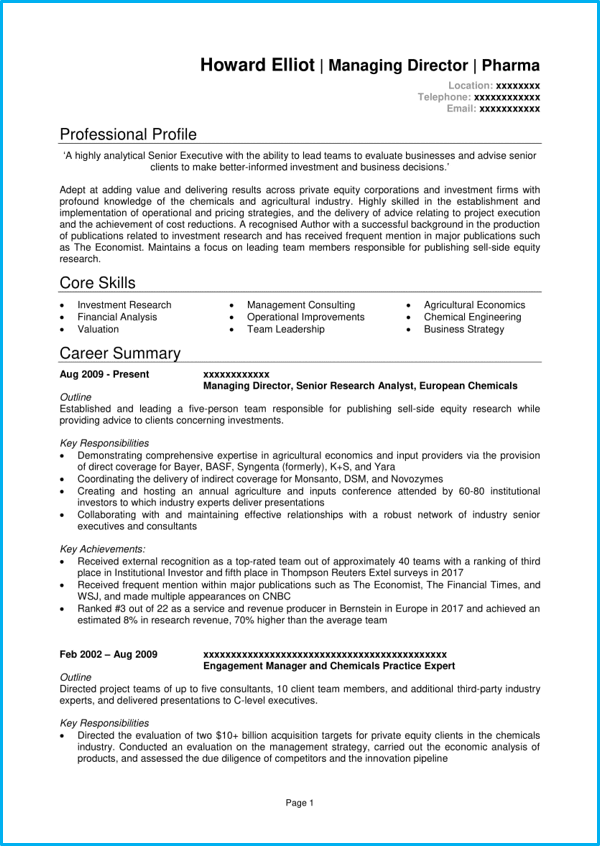 Howard Elliot | Managing Director | Pharma
Location: xxxxxxxx
Telephone: xxxxxxxxxxxx
Email: xxxxxxxxxxx
Professional Profile
'A highly analytical Senior Executive with the ability to lead teams to evaluate businesses and advise senior
clients to make better-informed investment and business decisions.'
Adept at adding value and delivering results across private equity corporations and investment firms with
profound knowledge of the chemicals and agricultural industry. Highly skilled in the establishment and
implementation of operational and pricing strategies, and the delivery of advice relating to project execution
and the achievement of cost reductions. A recognised Author with a successful background in the production
of publications related to investment research and has received frequent mention in major publications such
as The Economist. Maintains a focus on leading team members responsible for publishing sell-side equity
research.
Core Skills
• Investment Research • Management Consulting • Agricultural Economics
• Financial Analysis • Operational Improvements • Chemical Engineering
• Valuation • Team Leadership • Business Strategy
Career Summary
Aug 2009 - Present xxxxxxxxxxxx
Managing Director, Senior Research Analyst, European Chemicals
Outline
Established and leading a five-person team responsible for publishing sell-side equity research while
providing advice to clients concerning investments.
Key Responsibilities
• Demonstrating comprehensive expertise in agricultural economics and input providers via the provision
of direct coverage for Bayer, BASF, Syngenta (formerly), K+S, and Yara
• Coordinating the delivery of indirect coverage for Monsanto, DSM, and Novozymes
• Creating and hosting an annual agriculture and inputs conference attended by 60-80 institutional
investors to which industry experts deliver presentations
• Collaborating with and maintaining effective relationships with a robust network of industry senior
executives and consultants
Key Achievements:
• Received external recognition as a top-rated team out of approximately 40 teams with a ranking of third
place in Institutional Investor and fifth place in Thompson Reuters Extel surveys in 2017
• Received frequent mention within major publications such as The Economist, The Financial Times, and
WSJ, and made multiple appearances on CNBC
• Ranked #3 out of 22 as a service and revenue producer in Bernstein in Europe in 2017 and achieved an
estimated 8% in research revenue, 70% higher than the average team
Feb 2002 – Aug 2009 xxxxxxxxxxxxxxxxxxxxxxxxxxxxxxxxxxxxxxxxxxxx
Engagement Manager and Chemicals Practice Expert
Outline
Directed project teams of up to five consultants, 10 client team members, and additional third-party industry
experts, and delivered presentations to C-level executives.
Key Responsibilities
• Directed the evaluation of two $10+ billion acquisition targets for private equity clients in the chemicals
industry. Conducted an evaluation on the management strategy, carried out the economic analysis of
products, and assessed the due diligence of competitors and the innovation pipeline
Page 1